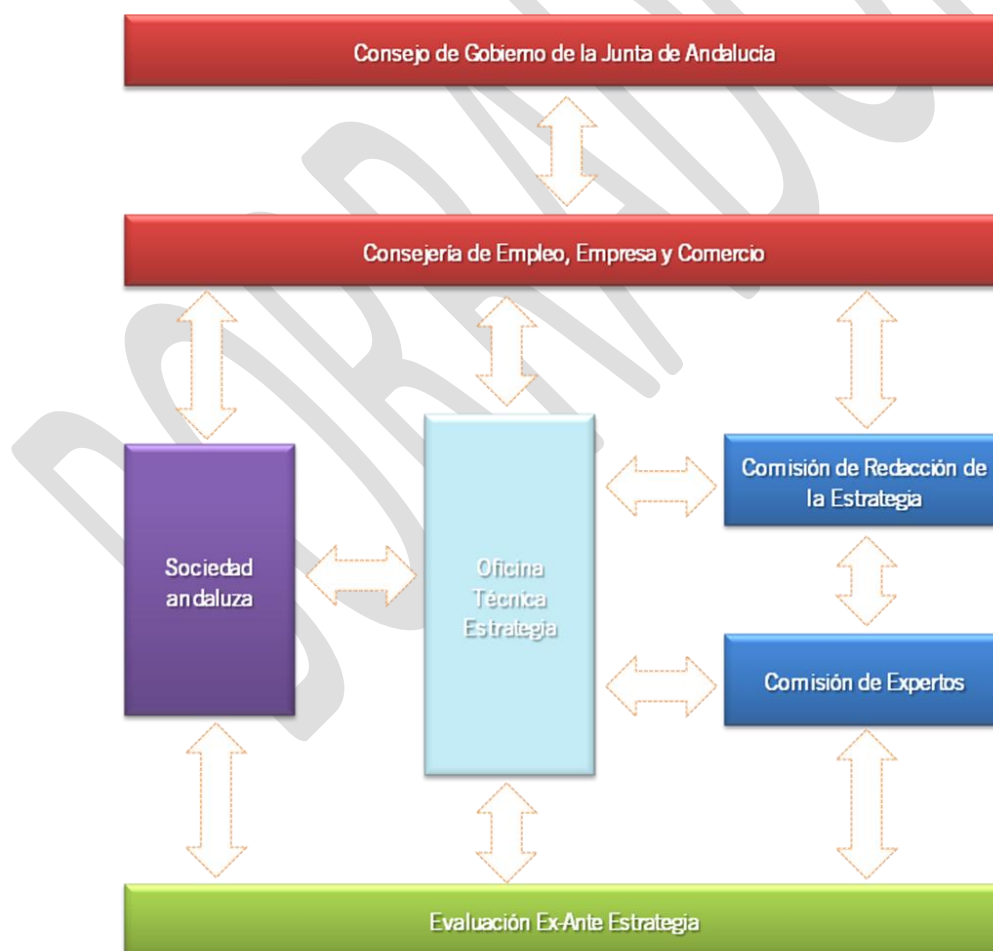 Consejo de Gobierno de la Junta de Andalucía
Consejería de Empleo, Empresa y Comercio
Comisión de Redacción de
la Estrategia
Sociedad
andaluza
Oficina
Técnica
Estrategia
Comisión de Expertos
Evaluación Ex-Ante Estrategia